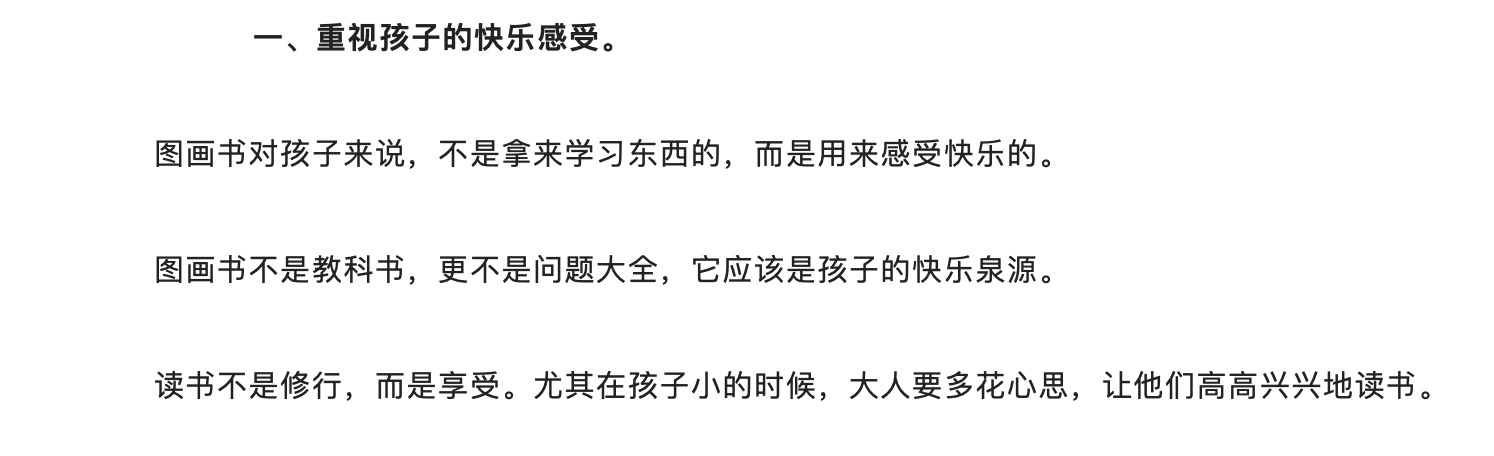 一、重视孩子的快乐感受。
图画书对孩子来说，不是拿来学习东西的，而是用来感受快乐的。
图画书不是教科书，更不是问题大全，它应该是孩子的快乐泉源。
读书不是修行，而是享受。尤其在孩子小的时候，大人要多花心思，让他们高高兴兴地读书。